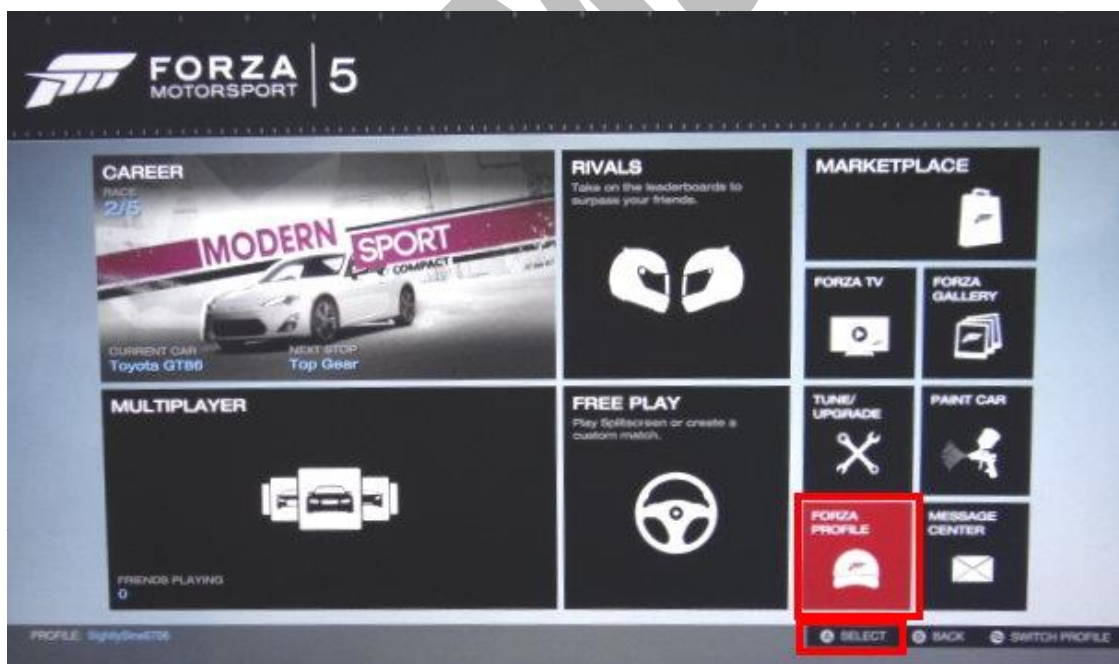 FORZA
MOTORSPORT
5
CAREER
RACE
2/5
MODERN
SPORT
COMPACT
CURRENT CAR
Toyota GT86
NEXT STOP
Top Gear
RIVALS
Take on the leaderboards to
surpass your friends.
MARKETPLACE
FORZA TV
FORZA
GALLERY
MULTIPLAYER
FRIENDS PLAYING
0
FREE PLAY
Play Splitscreen or create a
custom match.
TUNE/
UPGRADE
PAINT CAR
FORZA
PROFILE
MESSAGE
CENTER
PROFILE:
A SELECT
B BACK
SWITCH PROFILE